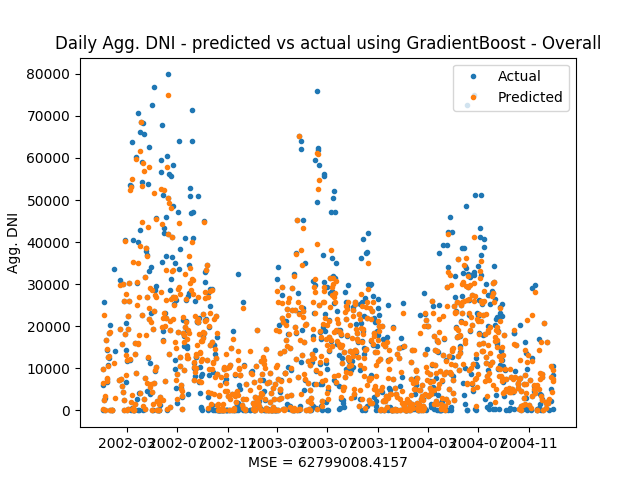 Daily Agg. DNI - predicted vs actual using GradientBoost - Overall
Actual
Predicted
Agg. DNI
80000
70000
60000
50000
40000
30000
20000
10000
0
2002-03 2002-07 2002-11 2003-03 2003-07 2003-11 2004-03 2004-07 2004-11
MSE = 62799008.4157